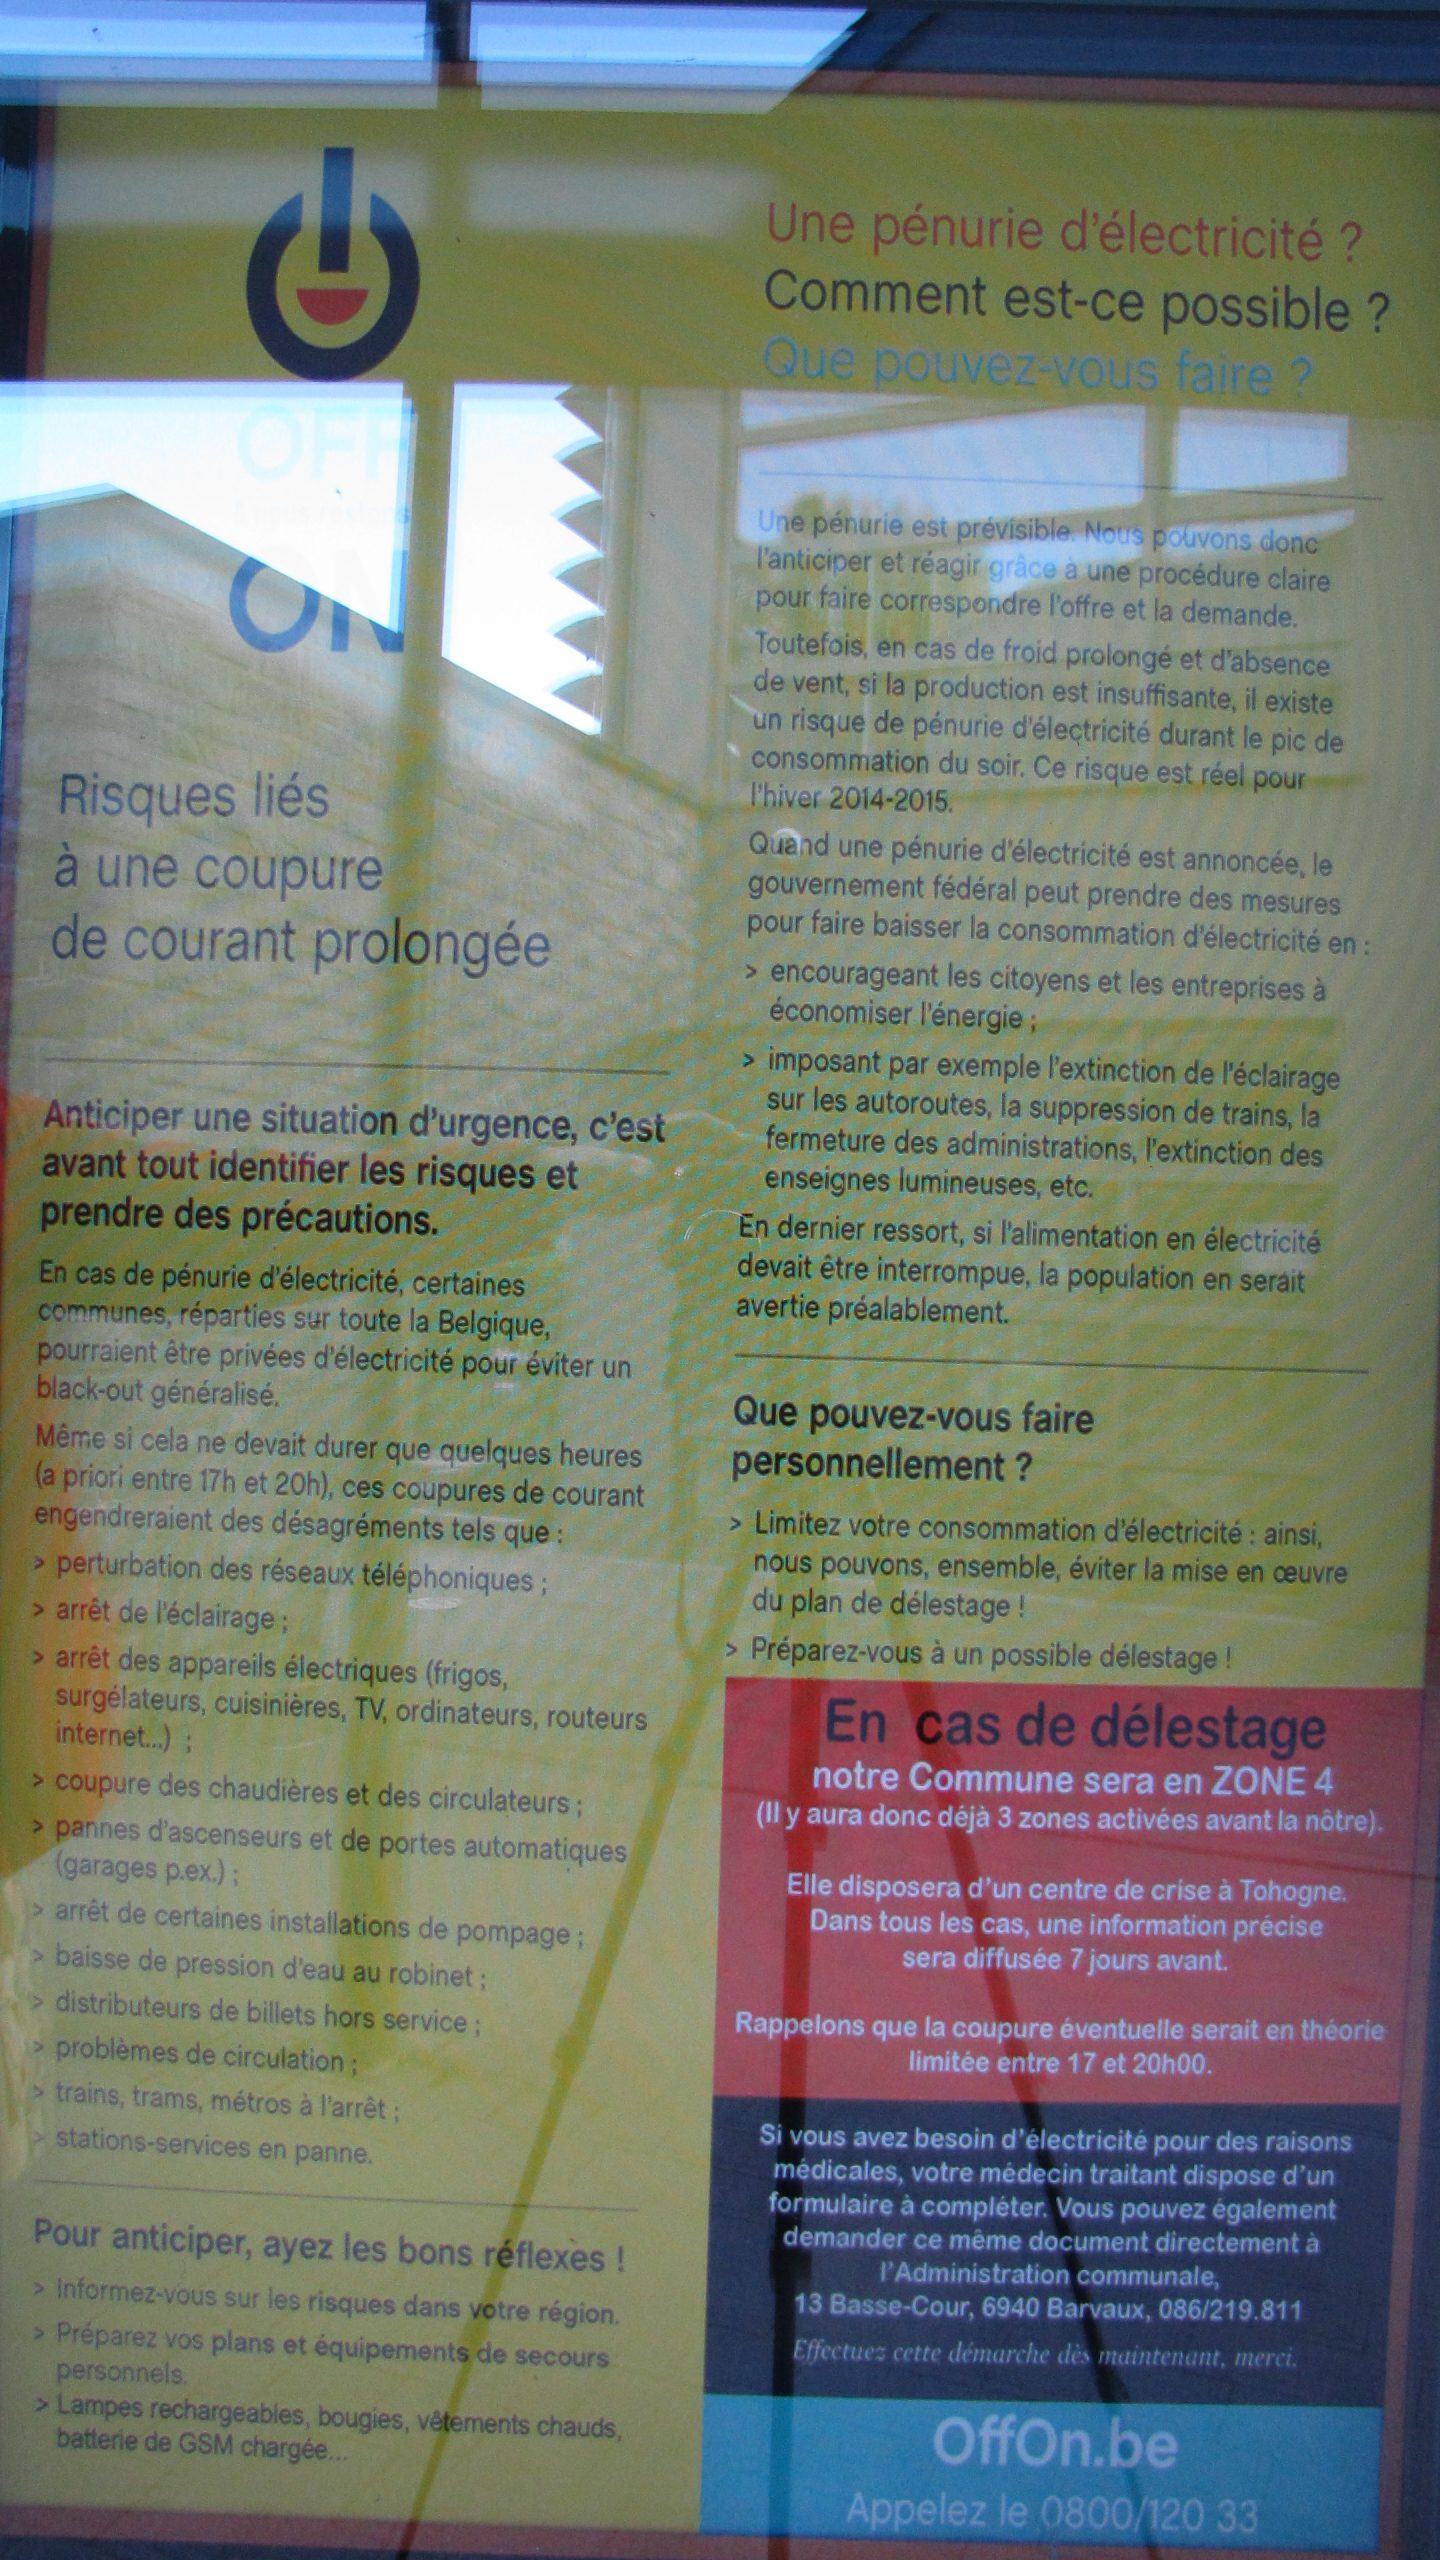 OFF
& nous restons
ON
Risques liés
à une coupure
de courant prolongée
Anticiper une situation d'urgence, c'est
avant tout identifier les risques et
prendre des précautions.
En cas de pénurie d'électricité, certaines
communes, réparties sur toute la Belgique,
pourraient être privées d'électricité pour éviter un
black-out généralisé.
Même si cela ne devait durer que quelques heures
(a priori entre 17h et 20h), ces coupures de courant
engendreraient des désagréments tels que :
> perturbation des réseaux téléphoniques ;
> arrêt de l'éclairage ;
> arrêt des appareils électriques (frigos,
surgélateurs, cuisinières, TV, ordinateurs, routeurs
internet...) ;
> coupure des chaudières et des circulateurs ;
> pannes d'ascenseurs et de portes automatiques
(garages p.ex.) ;
> arrêt de certaines installations de pompage ;
> baisse de pression d'eau au robinet ;
> distributeurs de billets hors service ;
> problèmes de circulation ;
> trains, trams, métros à l'arrêt ;
> stations-services en panne.
Pour anticiper, ayez les bons réflexes !
> Informez-vous sur les risques dans votre région.
> Préparez vos plans et équipements de secours
personnels.
> Lampes rechargeables, bougies, vêtements chauds,
batterie de GSM chargée...
Une pénurie d'électricité ?
Comment est-ce possible ?
Que pouvez-vous faire ?
Une pénurie est prévisible. Nous pouvons donc
l'anticiper et réagir grâce à une procédure claire
pour faire correspondre l'offre et la demande.
Toutefois, en cas de froid prolongé et d'absence
de vent, si la production est insuffisante, il existe
un risque de pénurie d'électricité durant le pic de
consommation du soir. Ce risque est réel pour
l'hiver 2014-2015.
Quand une pénurie d'électricité est annoncée, le
gouvernement fédéral peut prendre des mesures
pour faire baisser la consommation d'électricité en :
> encourageant les citoyens et les entreprises à
économiser l'énergie ;
> imposant par exemple l'extinction de l'éclairage
sur les autoroutes, la suppression de trains, la
fermeture des administrations, l'extinction des
enseignes lumineuses, etc.
En dernier ressort, si l'alimentation en électricité
devait être interrompue, la population en serait
avertie préalablement.
Que pouvez-vous faire
personnellement ?
> Limitez votre consommation d'électricité : ainsi,
nous pouvons, ensemble, éviter la mise en œuvre
du plan de délestage !
> Préparez-vous à un possible délestage !
En cas de délestage
notre Commune sera en ZONE 4
(Il y aura donc déjà 3 zones activées avant la nôtre).
Elle disposera d'un centre de crise à Tohogne.
Dans tous les cas, une information précise
sera diffusée 7 jours avant.
Rappelons que la coupure éventuelle serait en théorie
limitée entre 17 et 20h00.
Si vous avez besoin d'électricité pour des raisons
médicales, votre médecin traitant dispose d'un
formulaire à compléter. Vous pouvez également
demander ce même document directement à
l'Administration communale,
13 Basse-Cour, 6940 Barvaux, 086/219.811
Effectuez cette démarche dès maintenant, merci.
OffOn.be
Appelez le 0800/120 33